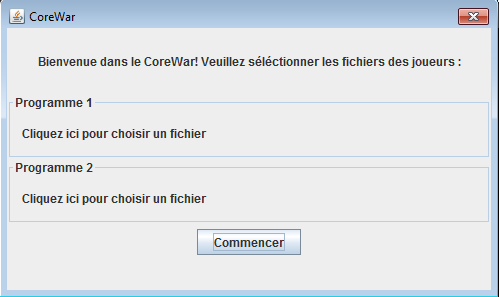 CoreWar
Bienvenue dans le CoreWar! Veuillez séléctionner les fichiers des joueurs :
Programme 1
Cliquez ici pour choisir un fichier
Programme 2
Cliquez ici pour choisir un fichier
Commencer